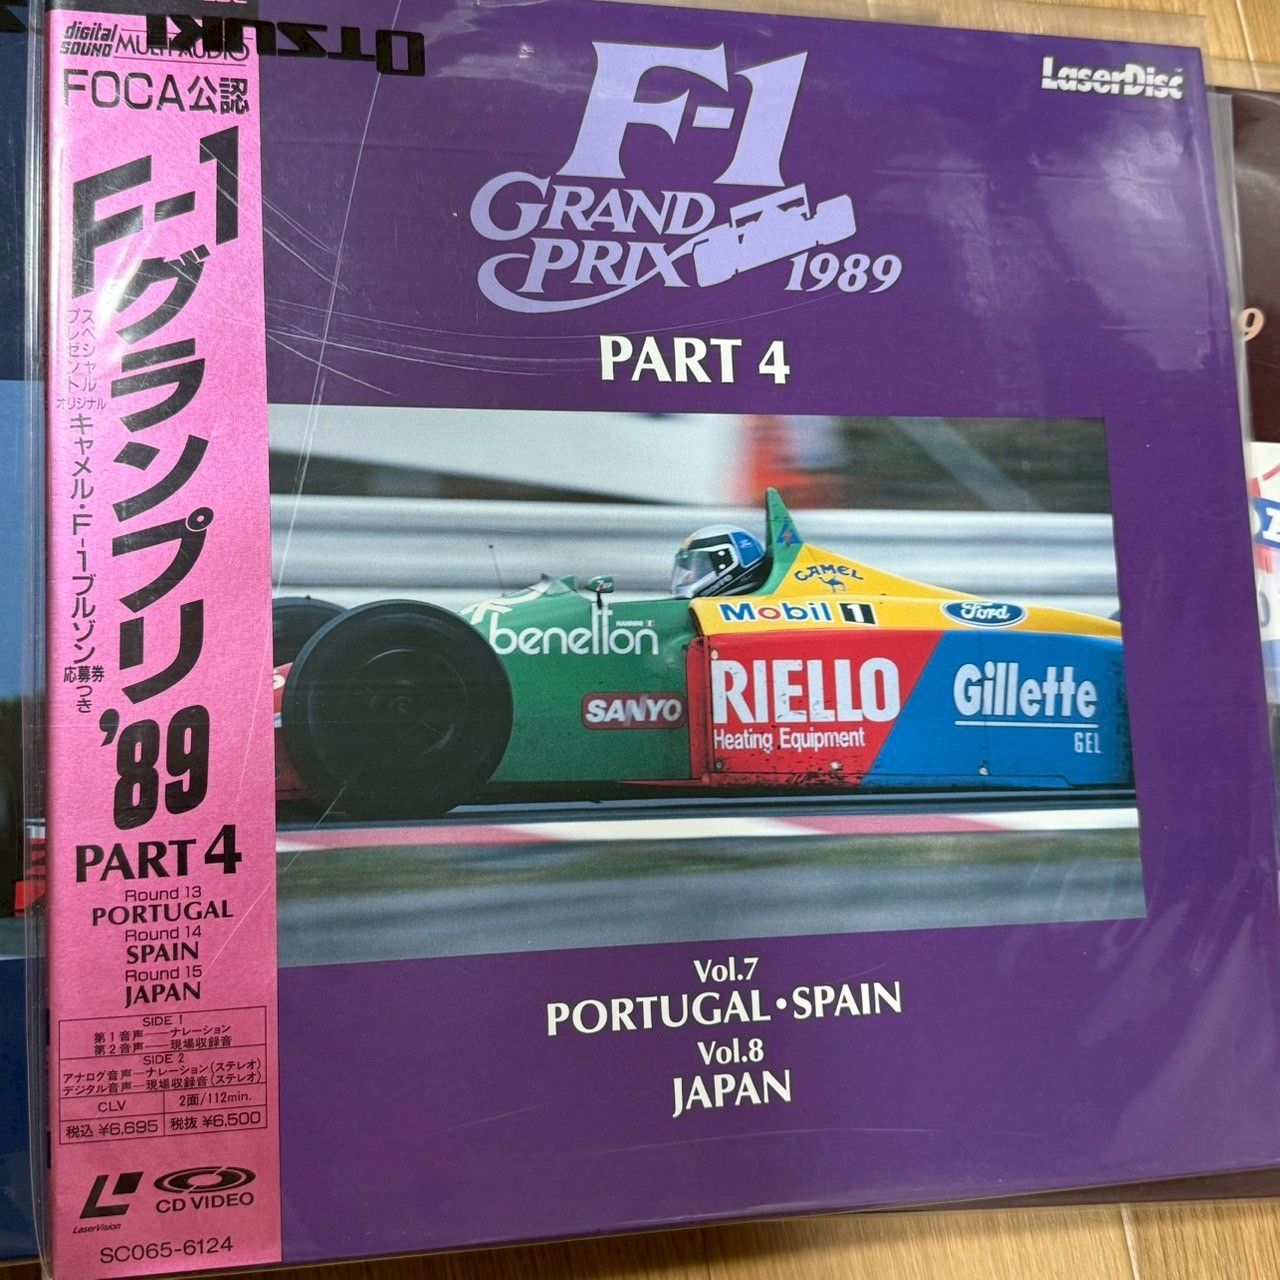 OTSUKI
digital
SOUND
MULTI AUDIO
FOCA公認
F-1グランプリ'89
スペシャル
プレゼント
オリジナル
キャメル・F-1ブルゾン
応募券
つき
PART 4
Round 13
PORTUGAL
Round 14
SPAIN
Round 15
JAPAN
SIDE 1
第1音声——ナレーション
第2音声——現場収録音
SIDE 2
アナログ音声——ナレーション(ステレオ)
デジタル音声——現場収録音(ステレオ)
CLV
2面/112min.
税込 ¥6,695
税抜 ¥6,500
LaserVision
CD VIDEO
SC065-6124
LaserDisc
F-1
GRAND
PRIX
1989
PART 4
CAMEL
Mobil 1
Ford
benetton
NANNINI
SANYO
RIELLO
Heating Equipment
Gillette
GEL
Vol.7
PORTUGAL・SPAIN
Vol.8
JAPAN
9